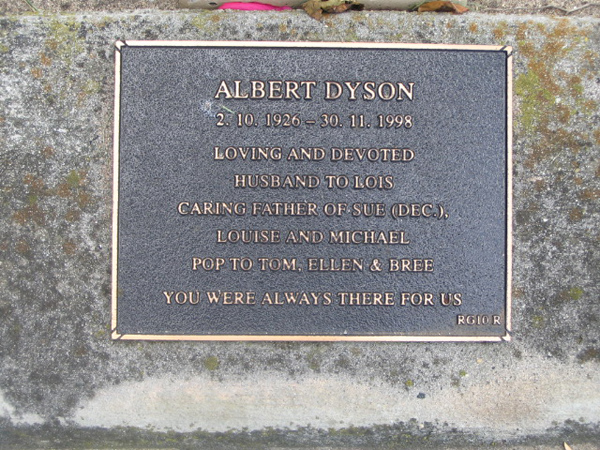 ALBERT DYSON
2. 10. 1926 – 30. 11. 1998
LOVING AND DEVOTED
HUSBAND TO LOIS
CARING FATHER OF SUE (DEC.),
LOUISE AND MICHAEL
POP TO TOM, ELLEN & BREE
YOU WERE ALWAYS THERE FOR US
RG10 R